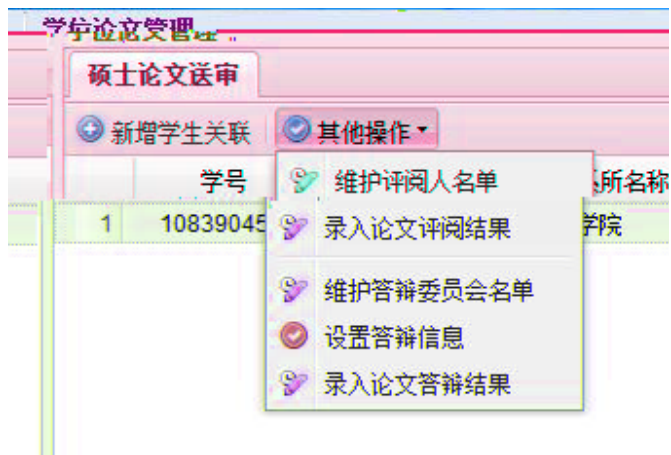 学位论文管理
硕士论文送审
新增学生关联 其他操作
学号 维护评阅人名单 所名称
1 10839045 录入论文评阅结果 学院
维护答辩委员会名单
设置答辩信息
录入论文答辩结果